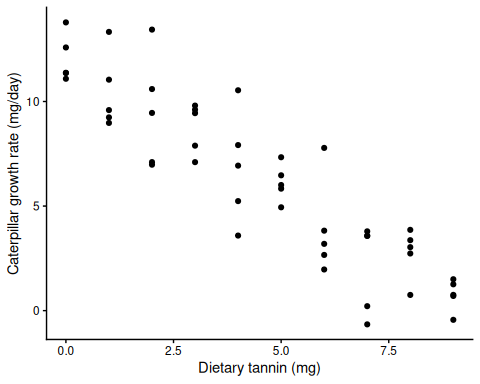 Caterpillar growth rate (mg/day)
10
5
0
0.0 2.5 5.0 7.5
Dietary tannin (mg)